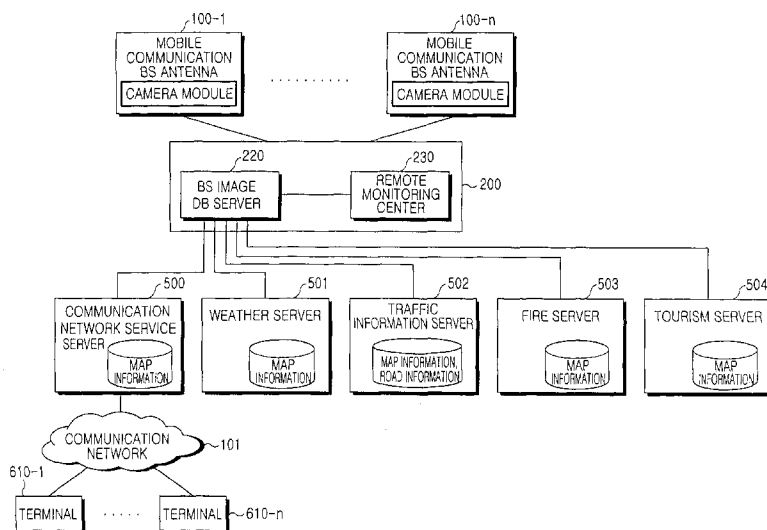 100-1
100-n
MOBILE
COMMUNICATION
BS ANTENNA
CAMERA MODULE
MOBILE
COMMUNICATION
BS ANTENNA
CAMERA MODULE
220
230
200
BS IMAGE
DB SERVER
REMOTE
MONITORING
CENTER
500
501
502
503
504
COMMUNICATION
NETWORK SERVICE
SERVER
MAP
INFORMATION
WEATHER SERVER
MAP
INFORMATION
TRAFFIC
INFORMATION SERVER
MAP INFORMATION,
ROAD INFORMATION
FIRE SERVER
MAP
INFORMATION
TOURISM SERVER
MAP
INFORMATION
COMMUNICATION
NETWORK
101
610-1
TERMINAL
TERMINAL
610-n